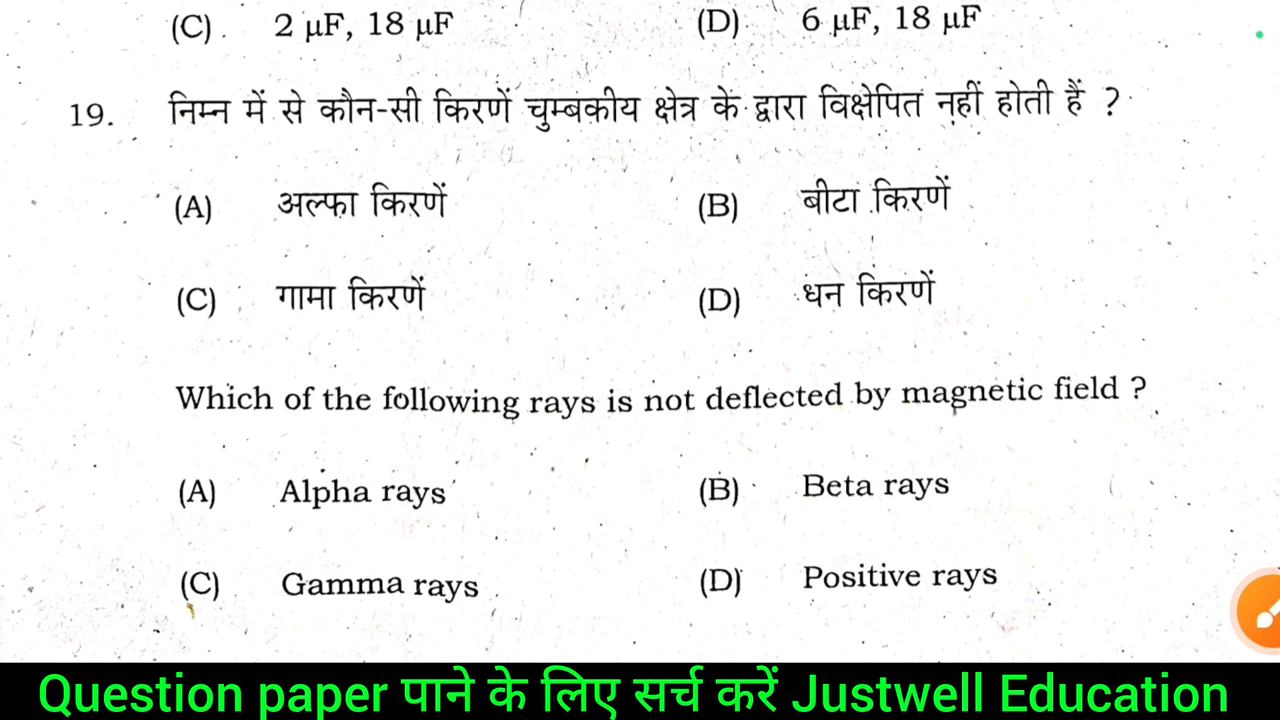 (C). 2 μF, 18 μF (D) 6 μF, 18 μF
19. निम्न में से कौन-सी किरणें चुम्बकीय क्षेत्र के द्वारा विक्षेपित नहीं होती हैं ?
(A) अल्फा किरणें (B) बीटा किरणें
(C) गामा किरणें (D) धन किरणें
Which of the following rays is not deflected by magnetic field ?
(A) Alpha rays (B) Beta rays
(C) Gamma rays (D) Positive rays
Question paper पाने के लिए सर्च करें Justwell Education